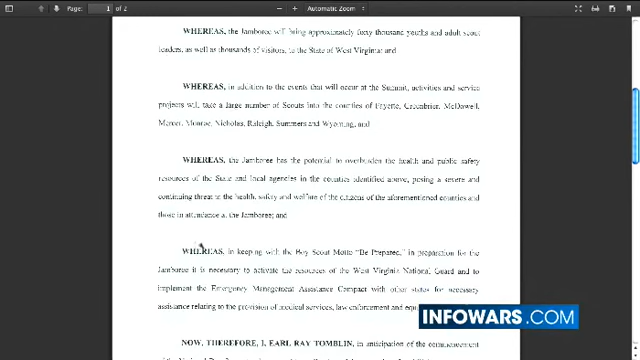 Page: 1 of 2 Automatic Zoom
WHEREAS, the Jamboree will bring approximately forty thousand youths and adult scout
leaders, as well as thousands of visitors, to the State of West Virginia; and
WHEREAS, in addition to the events that will occur at the Summit, activities and service
projects will take a large number of Scouts into the counties of Fayette, Greenbrier, McDowell,
Mercer, Monroe, Nicholas, Raleigh, Summers and Wyoming, and
WHEREAS, the Jamboree has the potential to overburden the health and public safety
resources of the State and local agencies in the counties identified above, posing a severe and
continuing threat to the health, safety and welfare of the citizens of the aforementioned counties and
those in attendance at the Jamboree; and
WHEREAS, in keeping with the Boy Scout Motto "Be Prepared," in preparation for the
Jamboree it is necessary to activate the resources of the West Virginia National Guard and to
implement the Emergency Management Assistance Compact with other states for necessary
assistance relating to the provision of medical services, law enforcement and
INFOWARS.COM
NOW, THEREFORE, I, EARL RAY TOMBLIN, in anticipation of the commencement